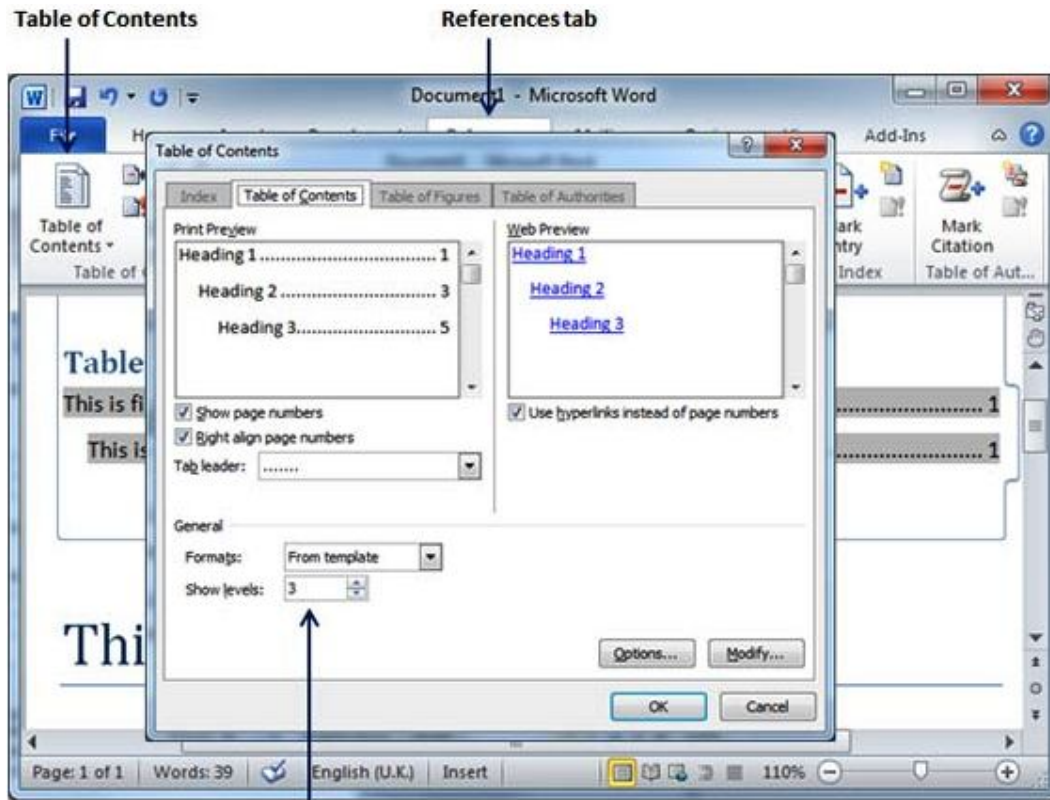 Table of Contents References tab
Document1 - Microsoft Word
File Add-Ins
Table of Contents
Index Table of Contents Table of Figures Table of Authorities
Table of
Contents
Table of
Mark
Citation
Index Table of Aut...
Print Preview
Heading 1 ................................... 1
Heading 2 ............................... 3
Heading 3............................ 5
Web Preview
Heading 1
Heading 2
Heading 3
Table
This is fi ........................ 1
This is ........................ 1
Show page numbers
Right align page numbers
Tab leader: .......
Use hyperlinks instead of page numbers
General
Formats: From template
Show levels: 3
Thi
Options... Modify...
OK Cancel
Page: 1 of 1 Words: 39 English (U.K.) Insert 110%